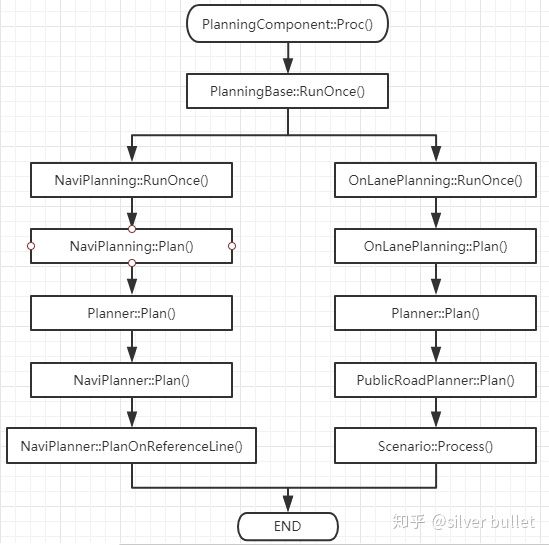 PlanningComponent::Proc()
PlanningBase::RunOnce()
NaviPlanning::RunOnce()
OnLanePlanning::RunOnce()
NaviPlanning::Plan()
OnLanePlanning::Plan()
Planner::Plan()
Planner::Plan()
NaviPlanner::Plan()
PublicRoadPlanner::Plan()
NaviPlanner::PlanOnReferenceLine()
Scenario::Process()
END
知乎 @silver bullet